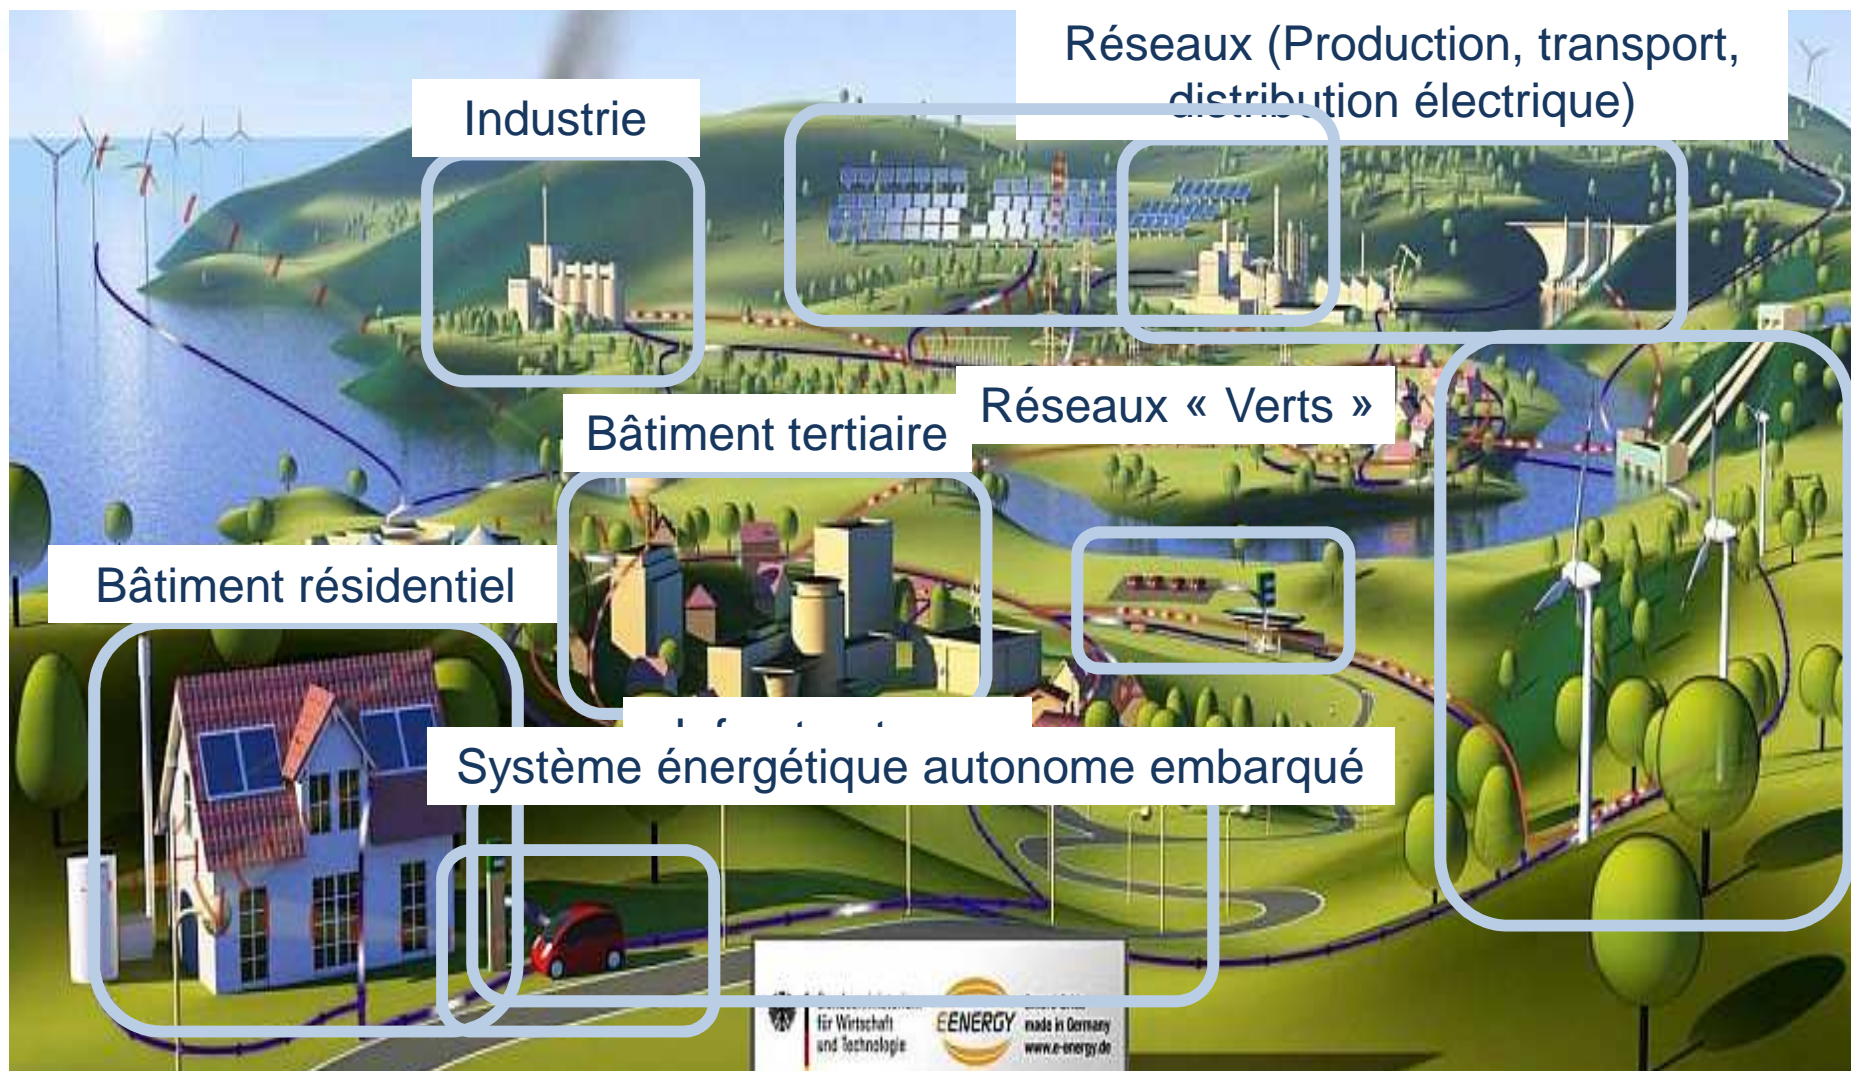 Réseaux (Production, transport,
distribution électrique)
Industrie
Réseaux « Verts »
Bâtiment tertiaire
Bâtiment résidentiel
Système énergétique autonome embarqué
für Wirtschaft
und Technologie
EENERGY
made in Germany
www.e-energy.de